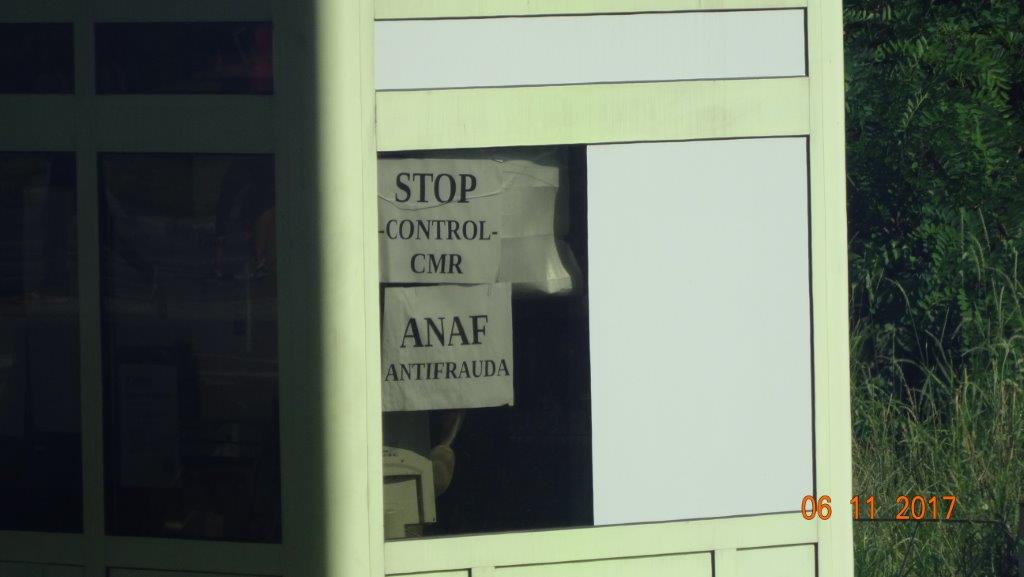 STOP
-CONTROL-
CMR
ANAF
ANTIFRAUDA
06 11 2017